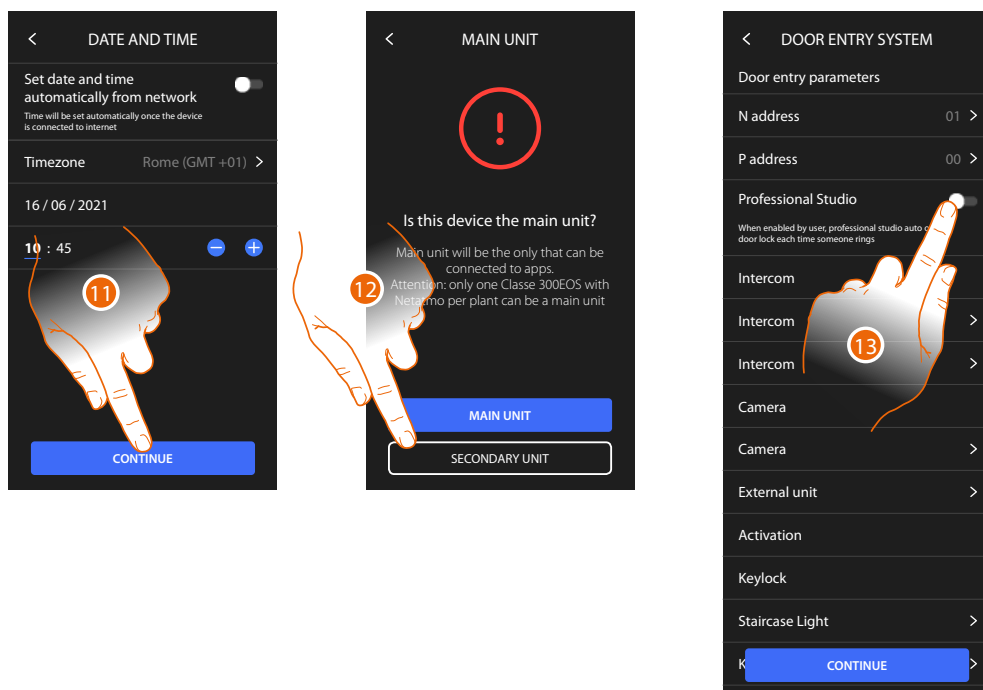 DATE AND TIME
Set date and time
automatically from network
Time will be set automatically once the device
is connected to internet
Timezone Rome (GMT +01)
16 / 06 / 2021
10 : 45
11
CONTINUE
MAIN UNIT
Is this device the main unit?
Main unit will be the only that can be
connected to apps.
Attention: only one Classe 300EOS with
Netatmo per plant can be a main unit
12
MAIN UNIT
SECONDARY UNIT
DOOR ENTRY SYSTEM
Door entry parameters
N address 01
P address 00
Professional Studio
When enabled by user, professional studio auto
door lock each time someone rings
Intercom
Intercom
13
Intercom
Camera
Camera
External unit
Activation
Keylock
Staircase Light
K
CONTINUE